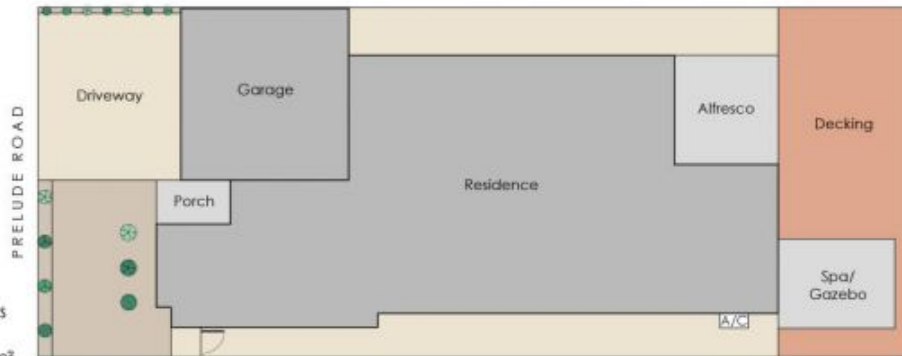 PRELUDE ROAD
Driveway
Garage
Alfresco
Decking
Residence
Porch
Spa/
Gazebo
A/C